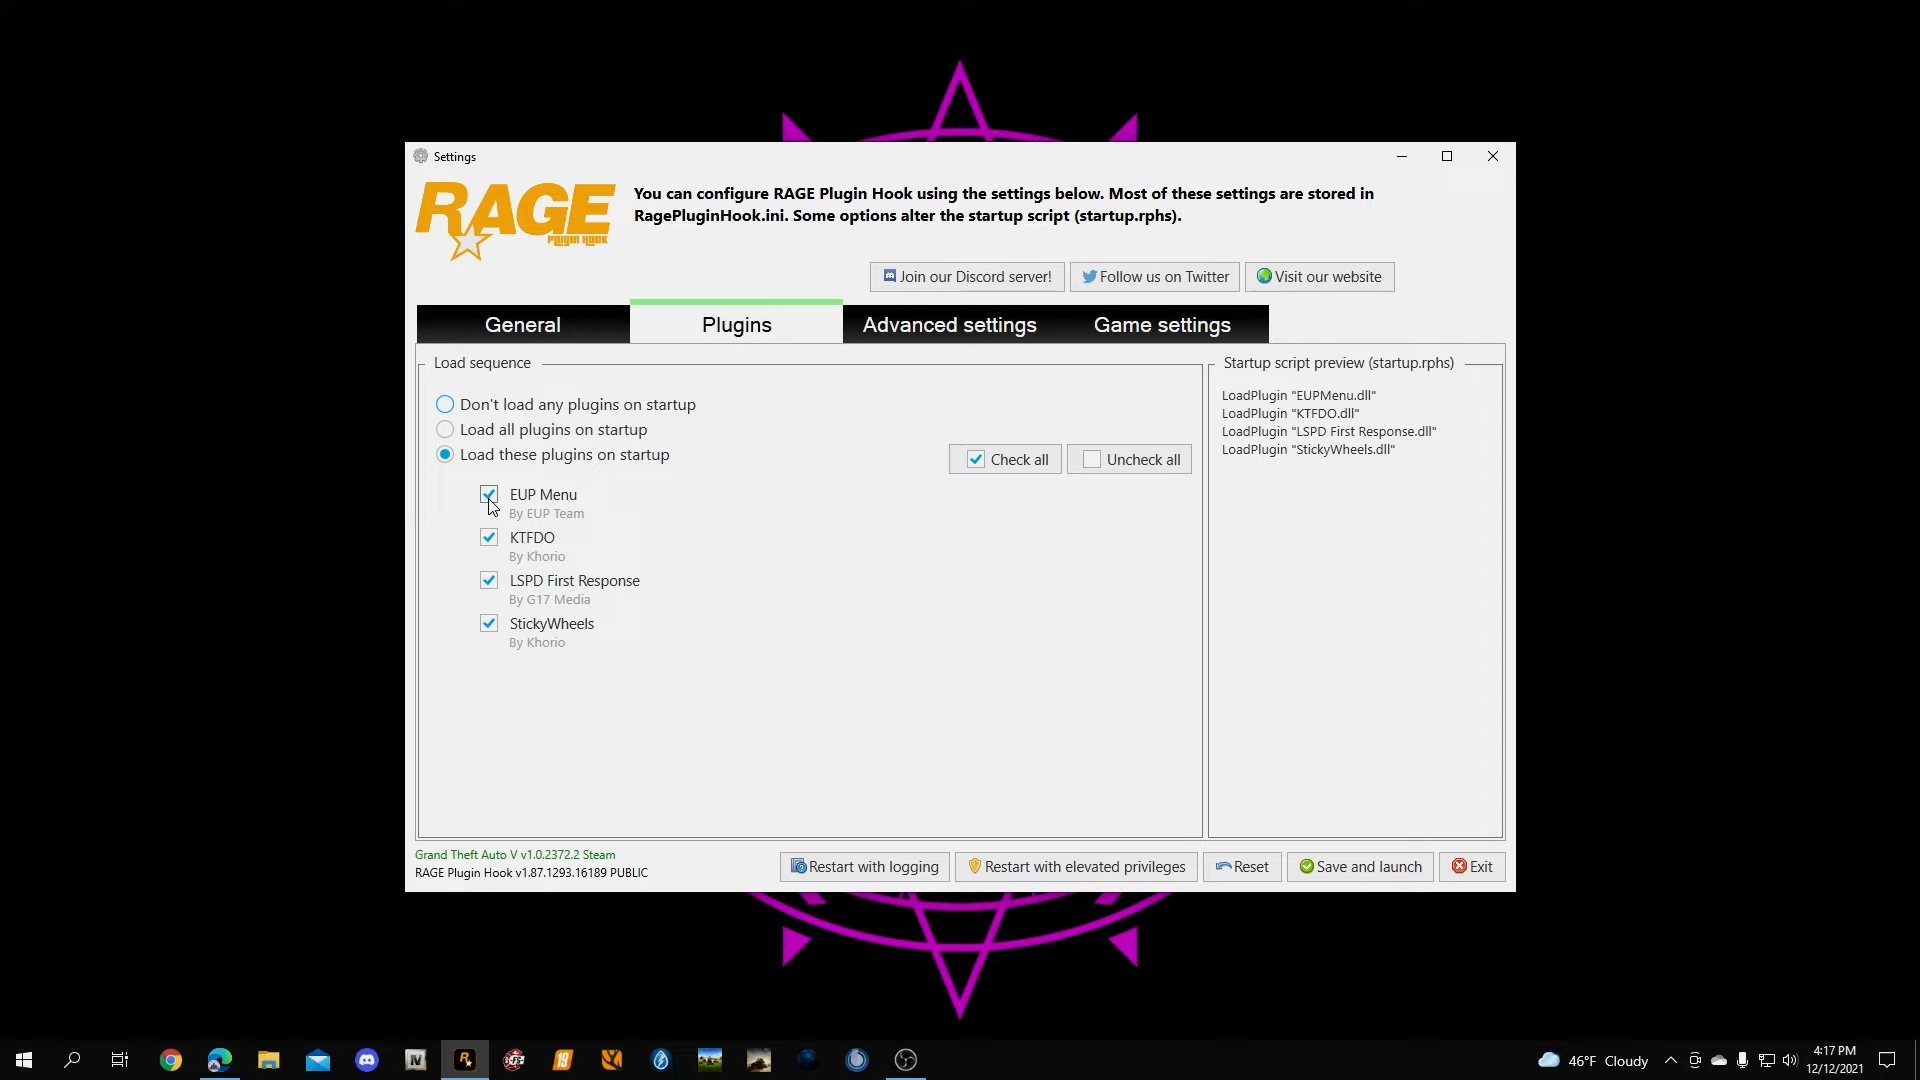 Settings
RAGE
PLUGIN HOOK
You can configure RAGE Plugin Hook using the settings below. Most of these settings are stored in
RagePluginHook.ini. Some options alter the startup script (startup.rphs).
Join our Discord server!
Follow us on Twitter
Visit our website
General
Plugins
Advanced settings
Game settings
Load sequence
Don't load any plugins on startup
Load all plugins on startup
Load these plugins on startup
Check all
Uncheck all
EUP Menu
By EUP Team
KTFDO
By Khorio
LSPD First Response
By G17 Media
StickyWheels
By Khorio
Startup script preview (startup.rphs)
LoadPlugin "EUPMenu.dll"
LoadPlugin "KTFDO.dll"
LoadPlugin "LSPD First Response.dll"
LoadPlugin "StickyWheels.dll"
Grand Theft Auto V v1.0.2372.2 Steam
RAGE Plugin Hook v1.87.1293.16189 PUBLIC
Restart with logging
Restart with elevated privileges
Reset
Save and launch
Exit
IV
R
19
46°F Cloudy
4:17 PM
12/12/2021